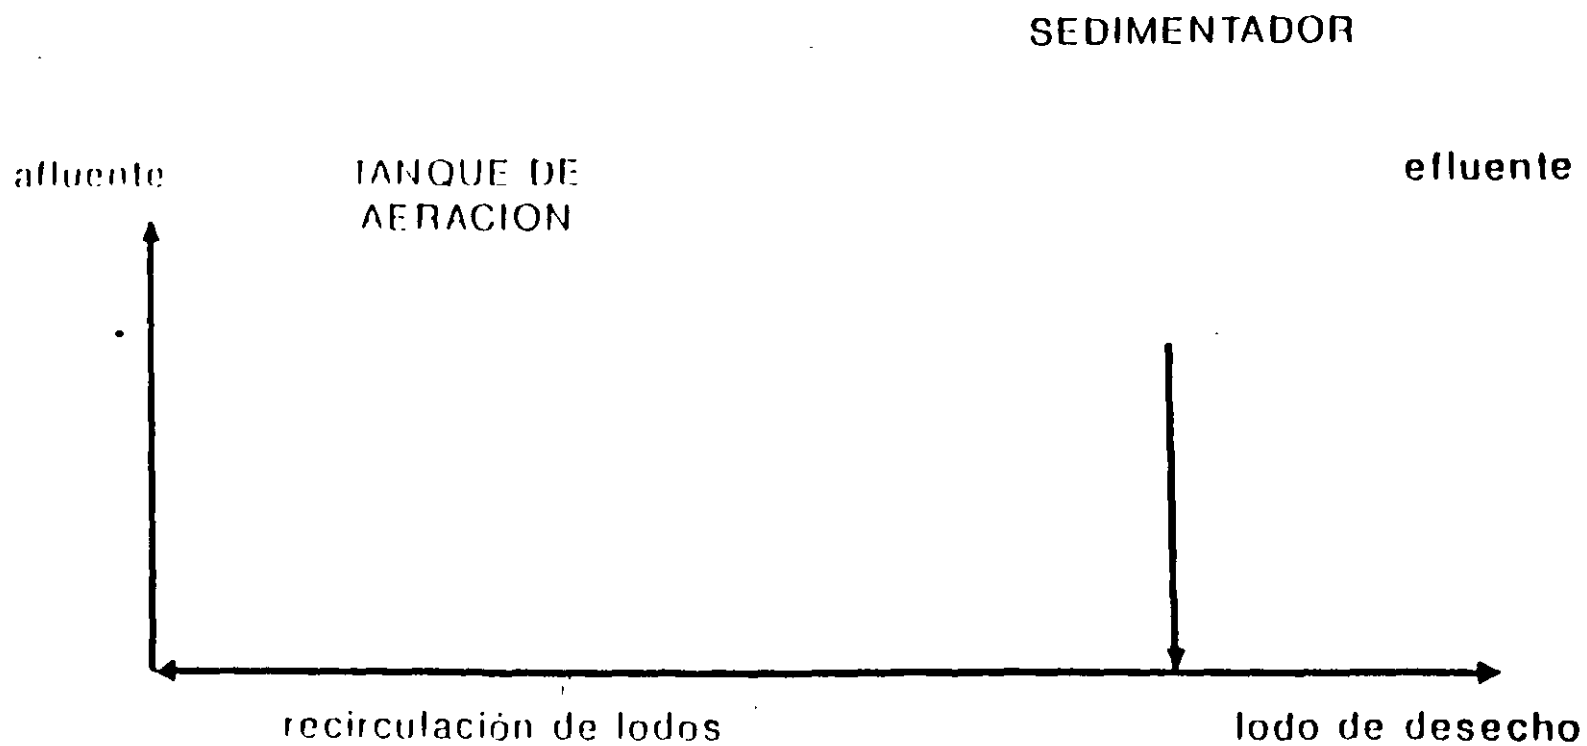 SEDIMENTADOR
afluente
TANQUE DE
AERACION
efluente
recirculación de lodos
lodo de desecho